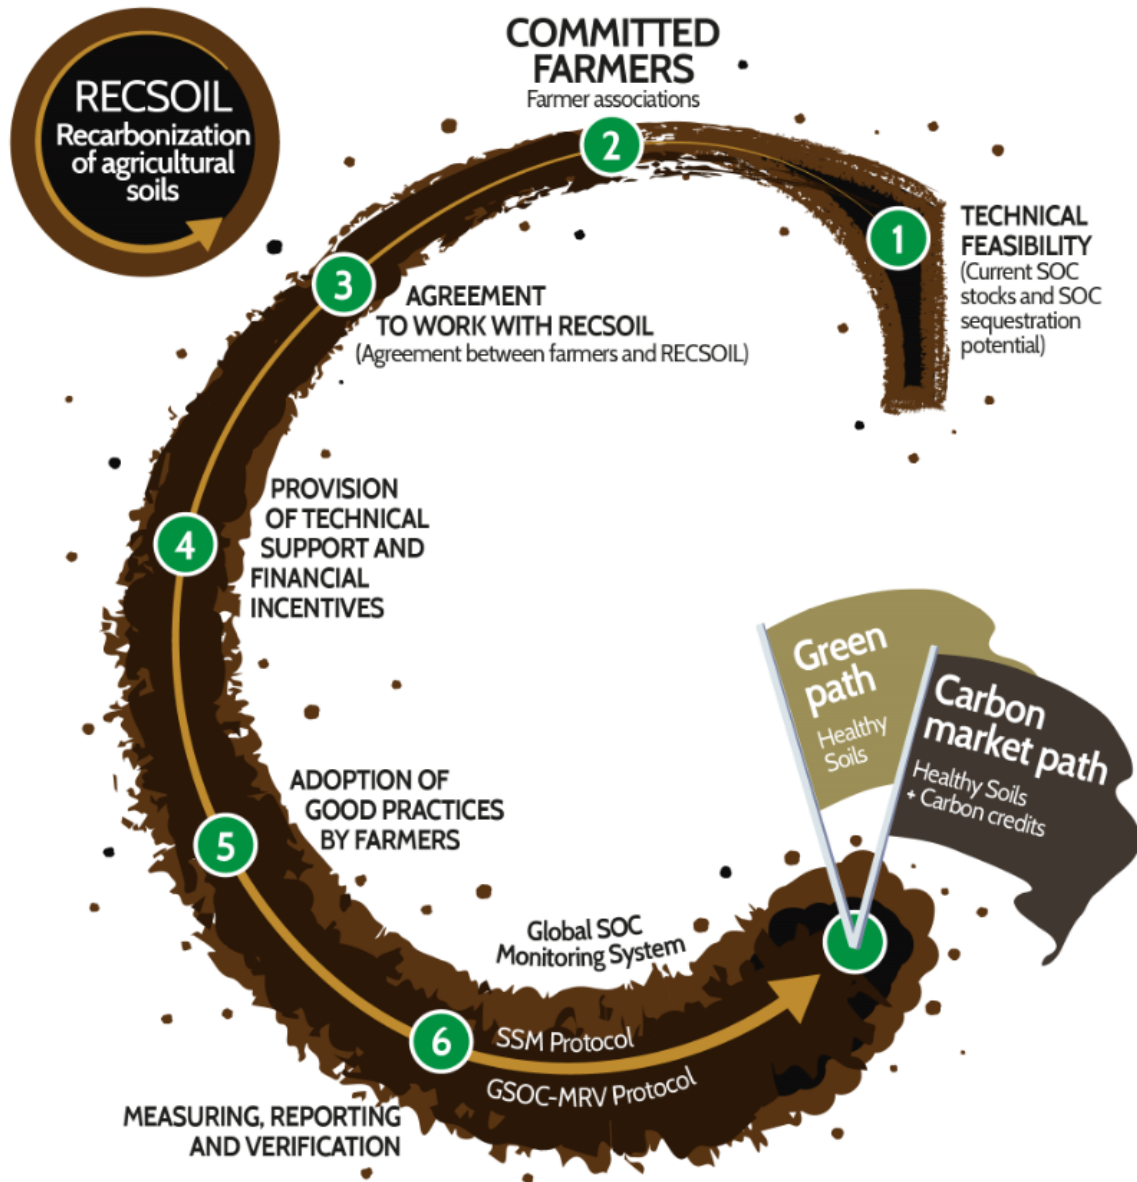 RECSOIL
Recarbonization
of agricultural
soils
COMMITTED
FARMERS
Farmer associations
2
1
TECHNICAL
FEASIBILITY
(Current SOC
stocks and SOC
sequestration
potential)
3
AGREEMENT
TO WORK WITH RECSOIL
(Agreement between farmers and RECSOIL)
4
PROVISION
OF TECHNICAL
SUPPORT AND
FINANCIAL
INCENTIVES
5
ADOPTION OF
GOOD PRACTICES
BY FARMERS
6
MEASURING, REPORTING
AND VERIFICATION
Global SOC
Monitoring System
SSM Protocol
GSOC-MRV Protocol
Green
path
Healthy
Soils
Carbon
market path
Healthy Soils
+ Carbon credits